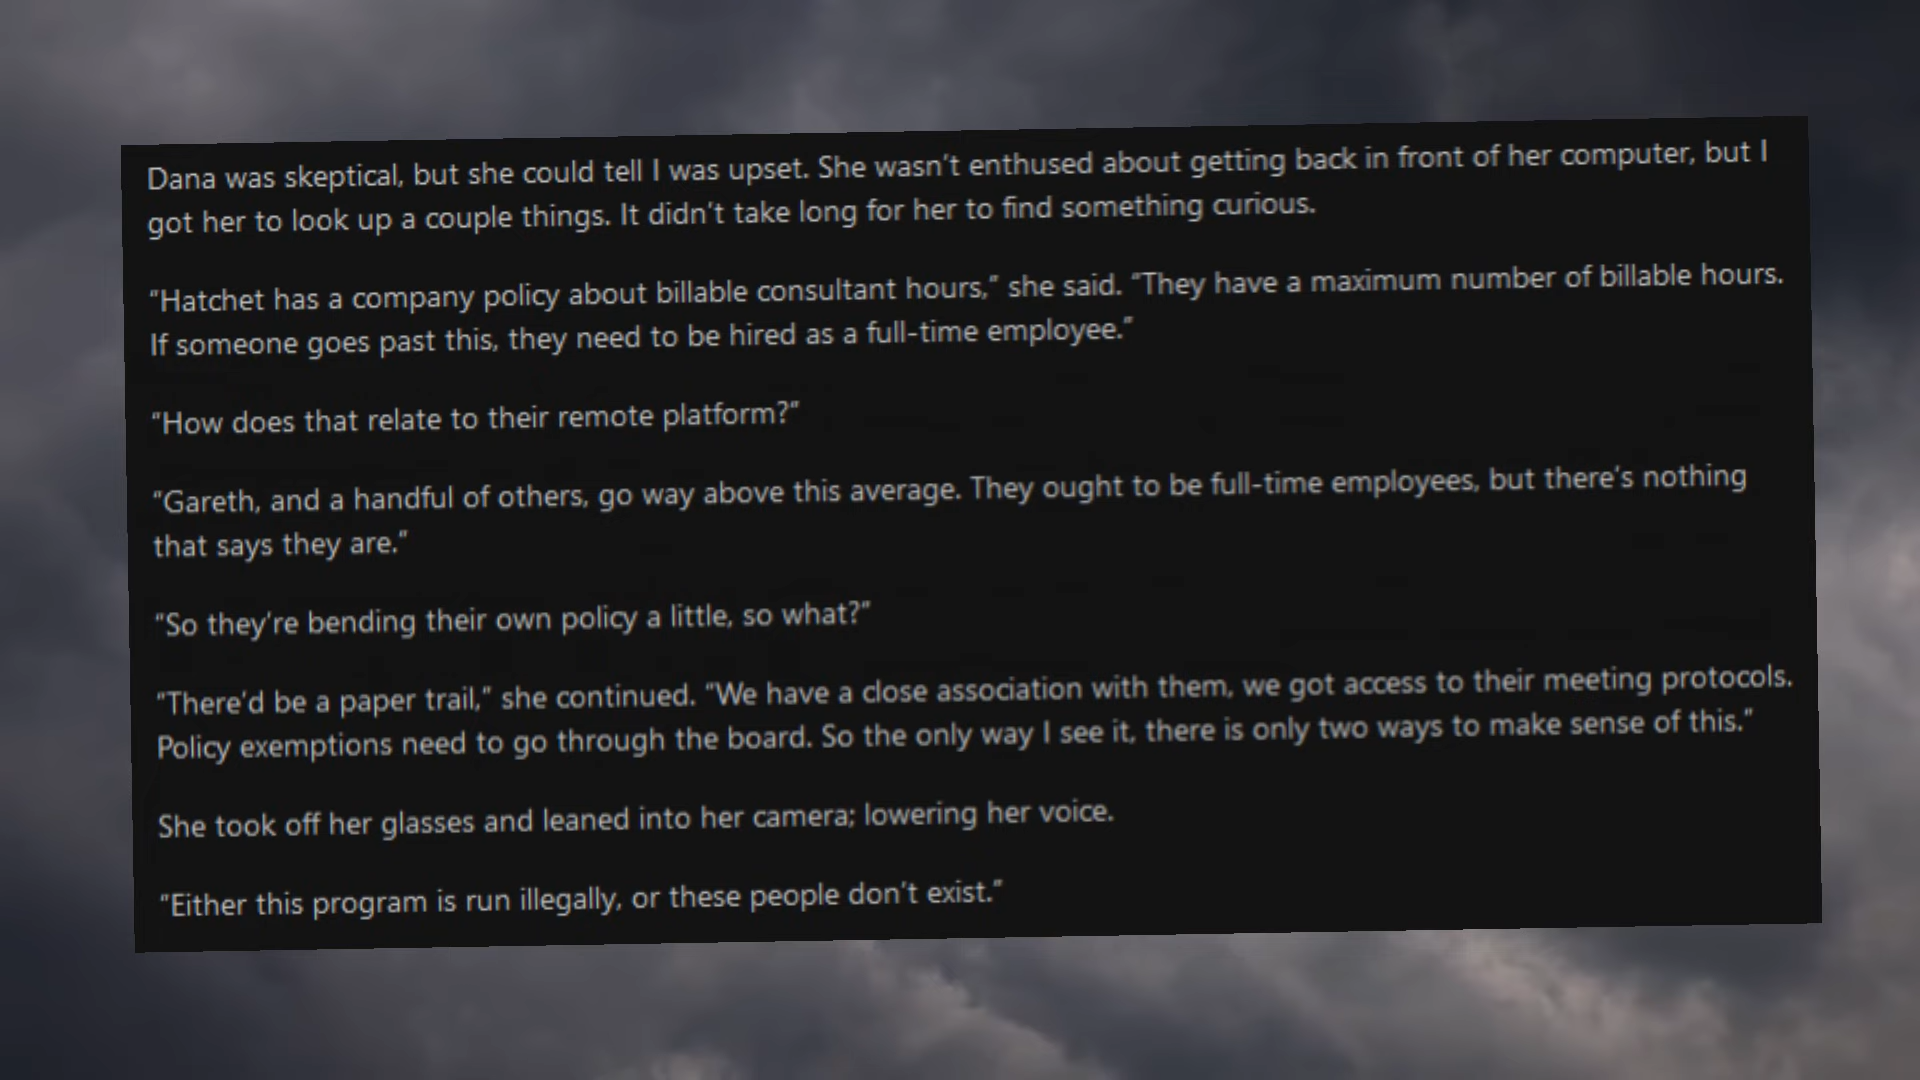 Dana was skeptical, but she could tell I was upset. She wasn't enthused about getting back in front of her computer, but I
got her to look up a couple things. It didn't take long for her to find something curious.
“Hatchet has a company policy about billable consultant hours,” she said. “They have a maximum number of billable hours.
If someone goes past this, they need to be hired as a full-time employee.”
“How does that relate to their remote platform?”
“Gareth, and a handful of others, go way above this average. They ought to be full-time employees, but there's nothing
that says they are.”
“So they're bending their own policy a little, so what?”
“There'd be a paper trail,” she continued. “We have a close association with them, we got access to their meeting protocols.
Policy exemptions need to go through the board. So the only way I see it, there is only two ways to make sense of this.”
She took off her glasses and leaned into her camera; lowering her voice.
“Either this program is run illegally, or these people don't exist.”